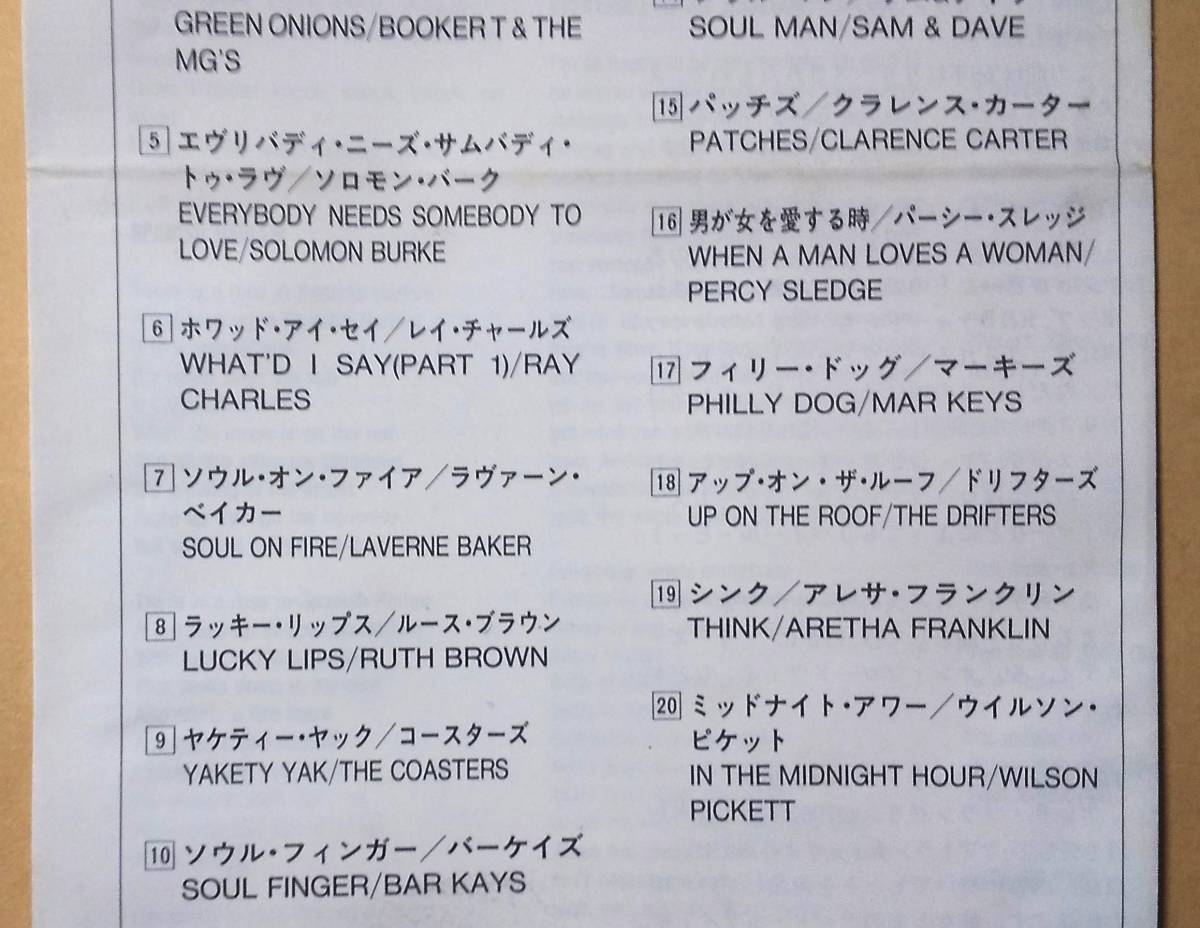 GREEN ONIONS/BOOKER T & THE
MG'S
5 エヴリバディ・ニーズ・サムバディ・
トゥ・ラヴ／ソロモン・バーク
EVERYBODY NEEDS SOMEBODY TO
LOVE/SOLOMON BURKE
6 ホワッド・アイ・セイ／レイ・チャールズ
WHAT'D I SAY(PART 1)/RAY
CHARLES
7 ソウル・オン・ファイア／ラヴァーン・
ベイカー
SOUL ON FIRE/LAVERNE BAKER
8 ラッキー・リップス／ルース・ブラウン
LUCKY LIPS/RUTH BROWN
9 ヤケティー・ヤック／コースターズ
YAKETY YAK/THE COASTERS
10 ソウル・フィンガー／バーケイズ
SOUL FINGER/BAR KAYS
SOUL MAN/SAM & DAVE
15 パッチズ／クラレンス・カーター
PATCHES/CLARENCE CARTER
16 男が女を愛する時／パーシー・スレッジ
WHEN A MAN LOVES A WOMAN/
PERCY SLEDGE
17 フィリー・ドッグ／マーキーズ
PHILLY DOG/MAR KEYS
18 アップ・オン・ザ・ルーフ／ドリフターズ
UP ON THE ROOF/THE DRIFTERS
19 シンク／アレサ・フランクリン
THINK/ARETHA FRANKLIN
20 ミッドナイト・アワー／ウイルソン・
ピケット
IN THE MIDNIGHT HOUR/WILSON
PICKETT